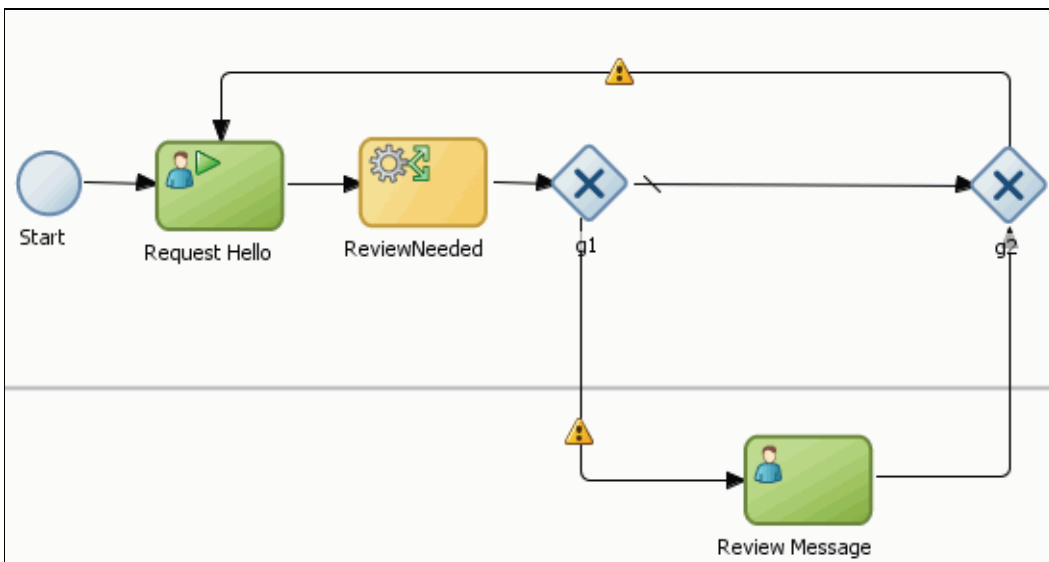 Start
Request Hello
ReviewNeeded
g1
g2
Review Message